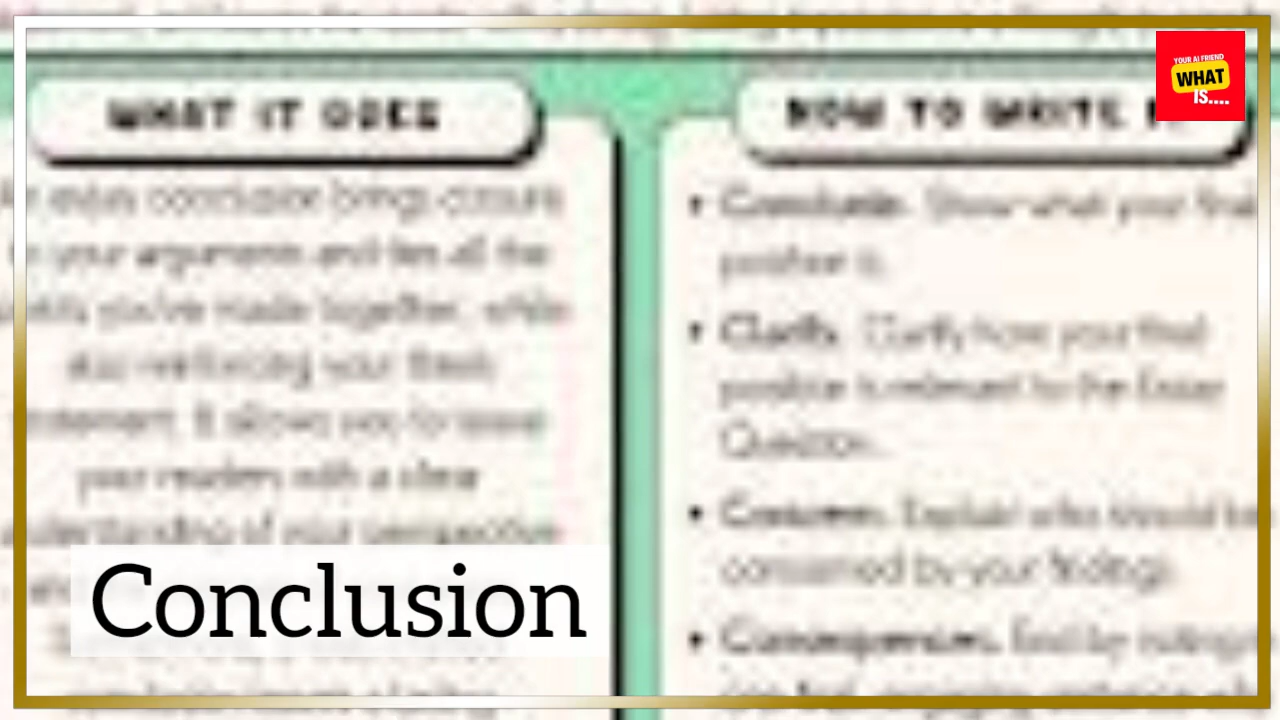 YOUR AI FRIEND
WHAT
IS....
WHAT IT DOES
essay conclusion brings closure
your arguments and ties all the
you've made together, while
also reinforcing your thesis
statement. It allows you to leave
your readers with a clear
understanding of your perspective
HOW TO WRITE
• Conclude. Show what your final
position is.
• Clarify. Clarify how your final
position is relevant to the Essay
Question.
• Concern. Explain who should be
concerned by your findings.
• Consequences. End by noting
Conclusion